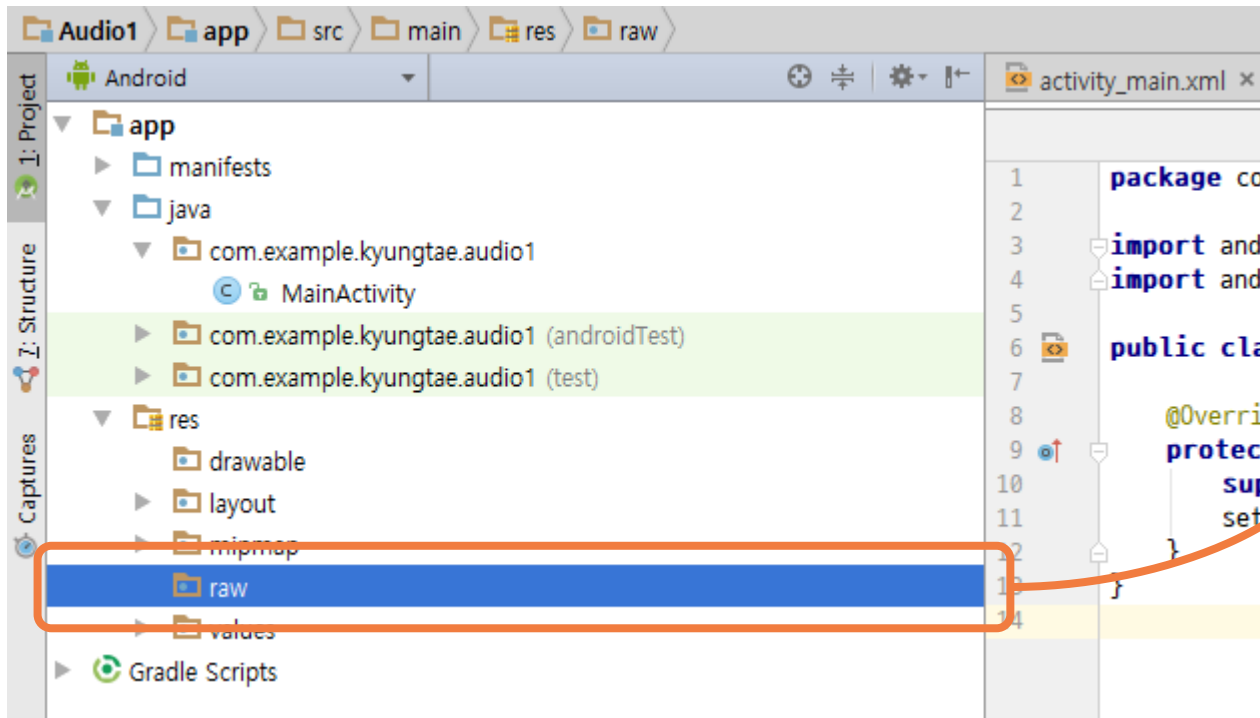 Audio1 app src main res raw
Android
activity_main.xml
1: Project
7: Structure
Captures
app
manifests
java
com.example.kyungtae.audio1
MainActivity
com.example.kyungtae.audio1 (androidTest)
com.example.kyungtae.audio1 (test)
res
drawable
layout
mipmap
raw
values
Gradle Scripts
1 package co
2
3 import and
4 import and
5
6 public cla
7
8 @Overri
9 protec
10 sup
11 set
12 }
13 }
14